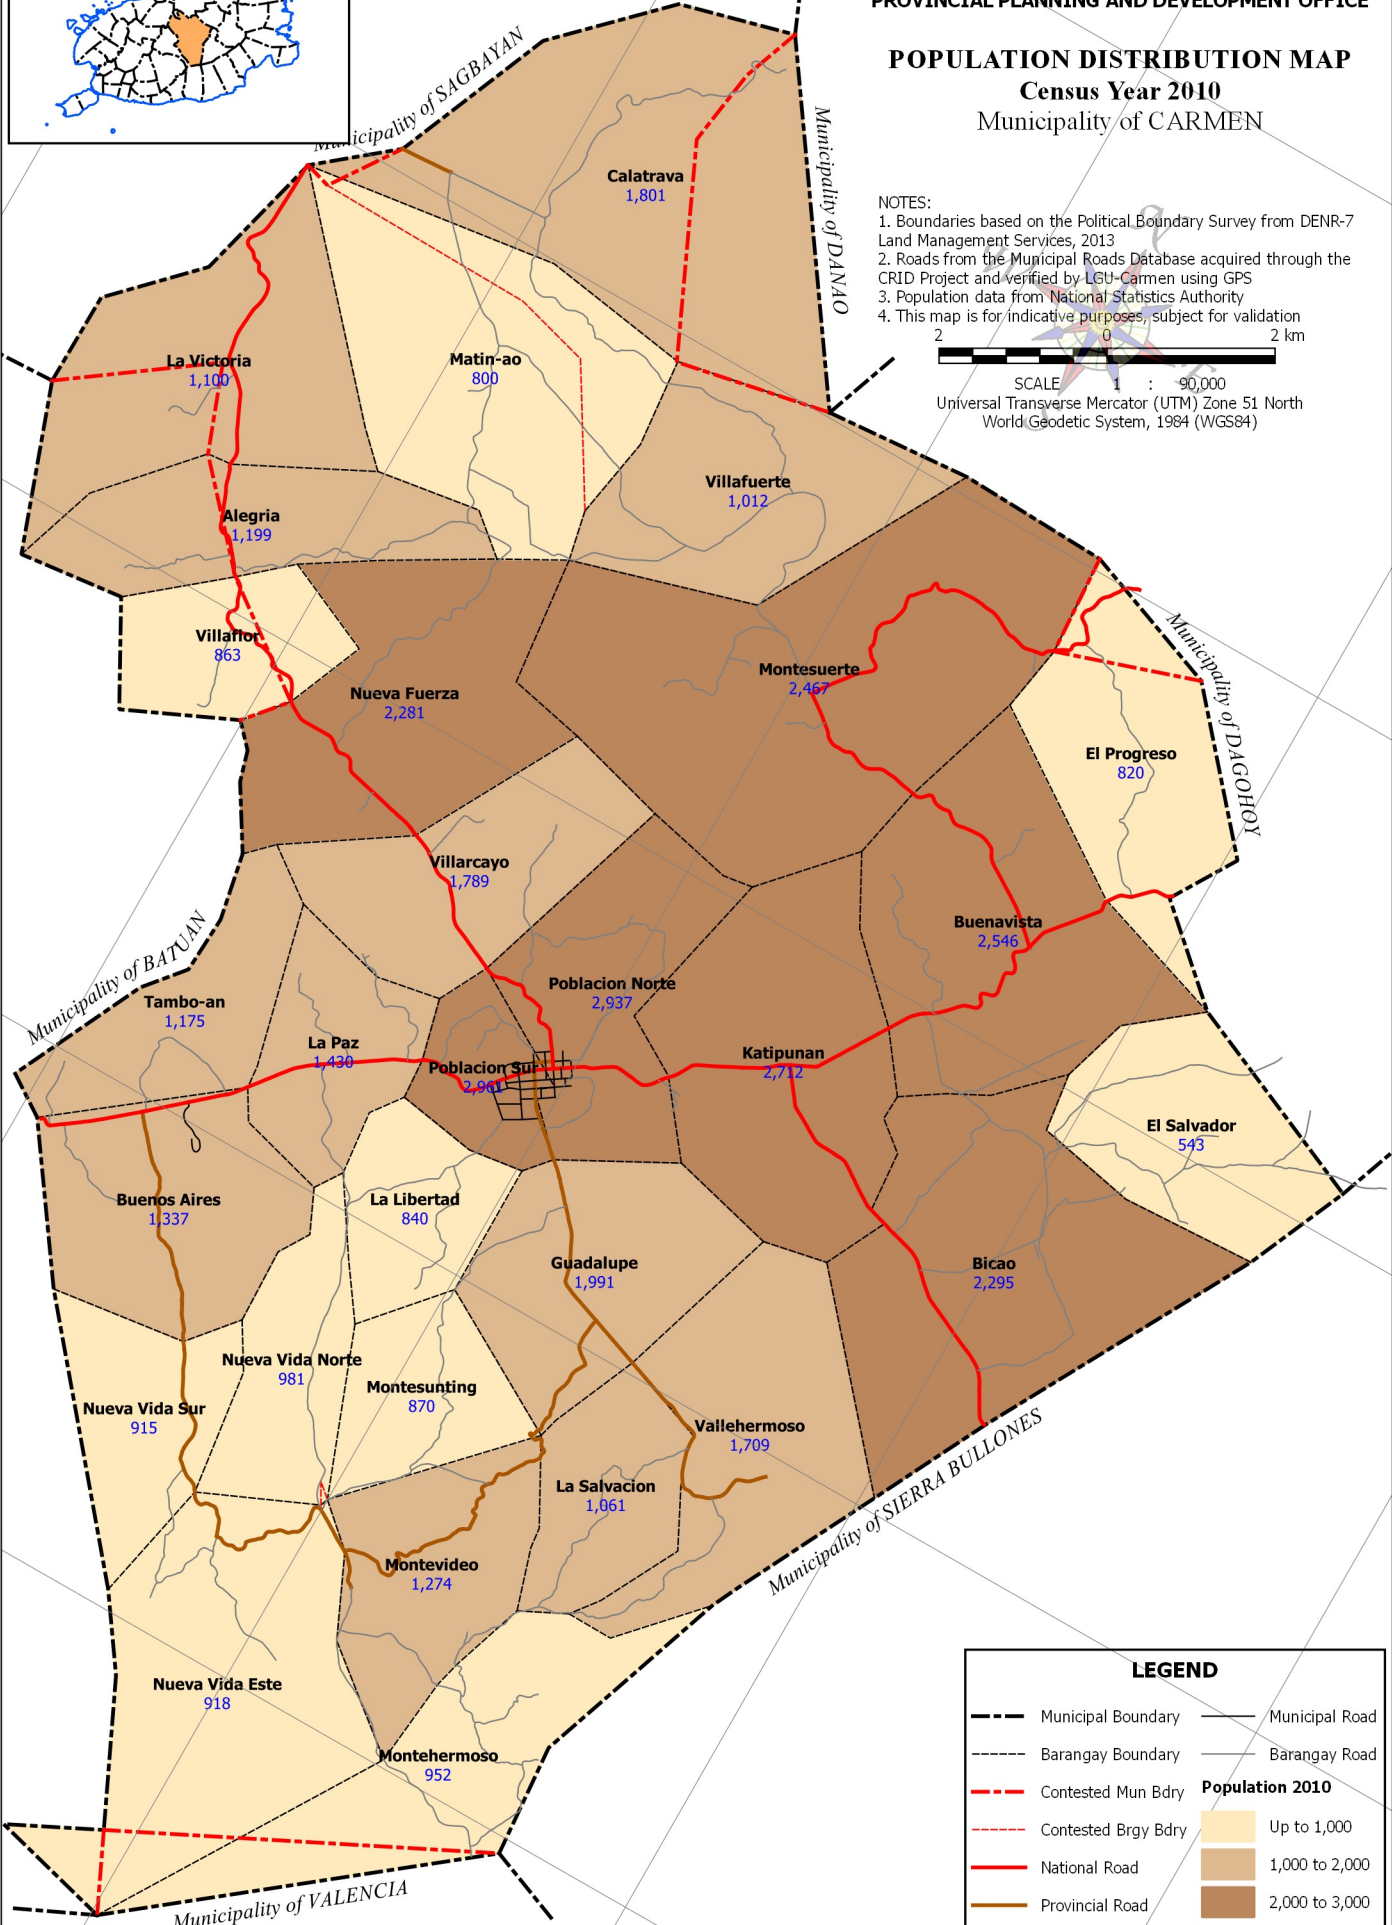 PROVINCIAL PLANNING AND DEVELOPMENT OFFICE
POPULATION DISTRIBUTION MAP
Census Year 2010
Municipality of CARMEN
NOTES:
1. Boundaries based on the Political Boundary Survey from DENR-7
Land Management Services, 2013
2. Roads from the Municipal Roads Database acquired through the
CRID Project and verified by LGU-Carmen using GPS
3. Population data from National Statistics Authority
4. This map is for indicative purposes, subject for validation
2 0 2 km
SCALE 1 : 90,000
Universal Transverse Mercator (UTM) Zone 51 North
World Geodetic System, 1984 (WGS84)
Municipality of SAGBAYAN
Municipality of DANAO
Calatrava
1,801
La Victoria
1,100
Matin-ao
800
Villafuerte
1,012
Alegria
1,199
Villaflor
863
Nueva Fuerza
2,281
Montesuerte
2,467
Municipality of DAGOHOY
El Progreso
820
Villarcayo
1,789
Buenavista
2,546
Municipality of BATUAN
Tambo-an
1,175
Poblacion Norte
2,937
La Paz
1,430
Poblacion Sur
2,961
Katipunan
2,712
El Salvador
543
Buenos Aires
1,337
La Libertad
840
Guadalupe
1,991
Bicao
2,295
Nueva Vida Norte
981
Montesunting
870
Nueva Vida Sur
915
Vallehermoso
1,709
La Salvacion
1,061
Municipality of SIERRA BULLONES
Montevideo
1,274
Nueva Vida Este
918
Montehermoso
952
Municipality of VALENCIA
LEGEND
Municipal Boundary
Barangay Boundary
Contested Mun Bdry
Contested Brgy Bdry
National Road
Provincial Road
Municipal Road
Barangay Road
Population 2010
Up to 1,000
1,000 to 2,000
2,000 to 3,000